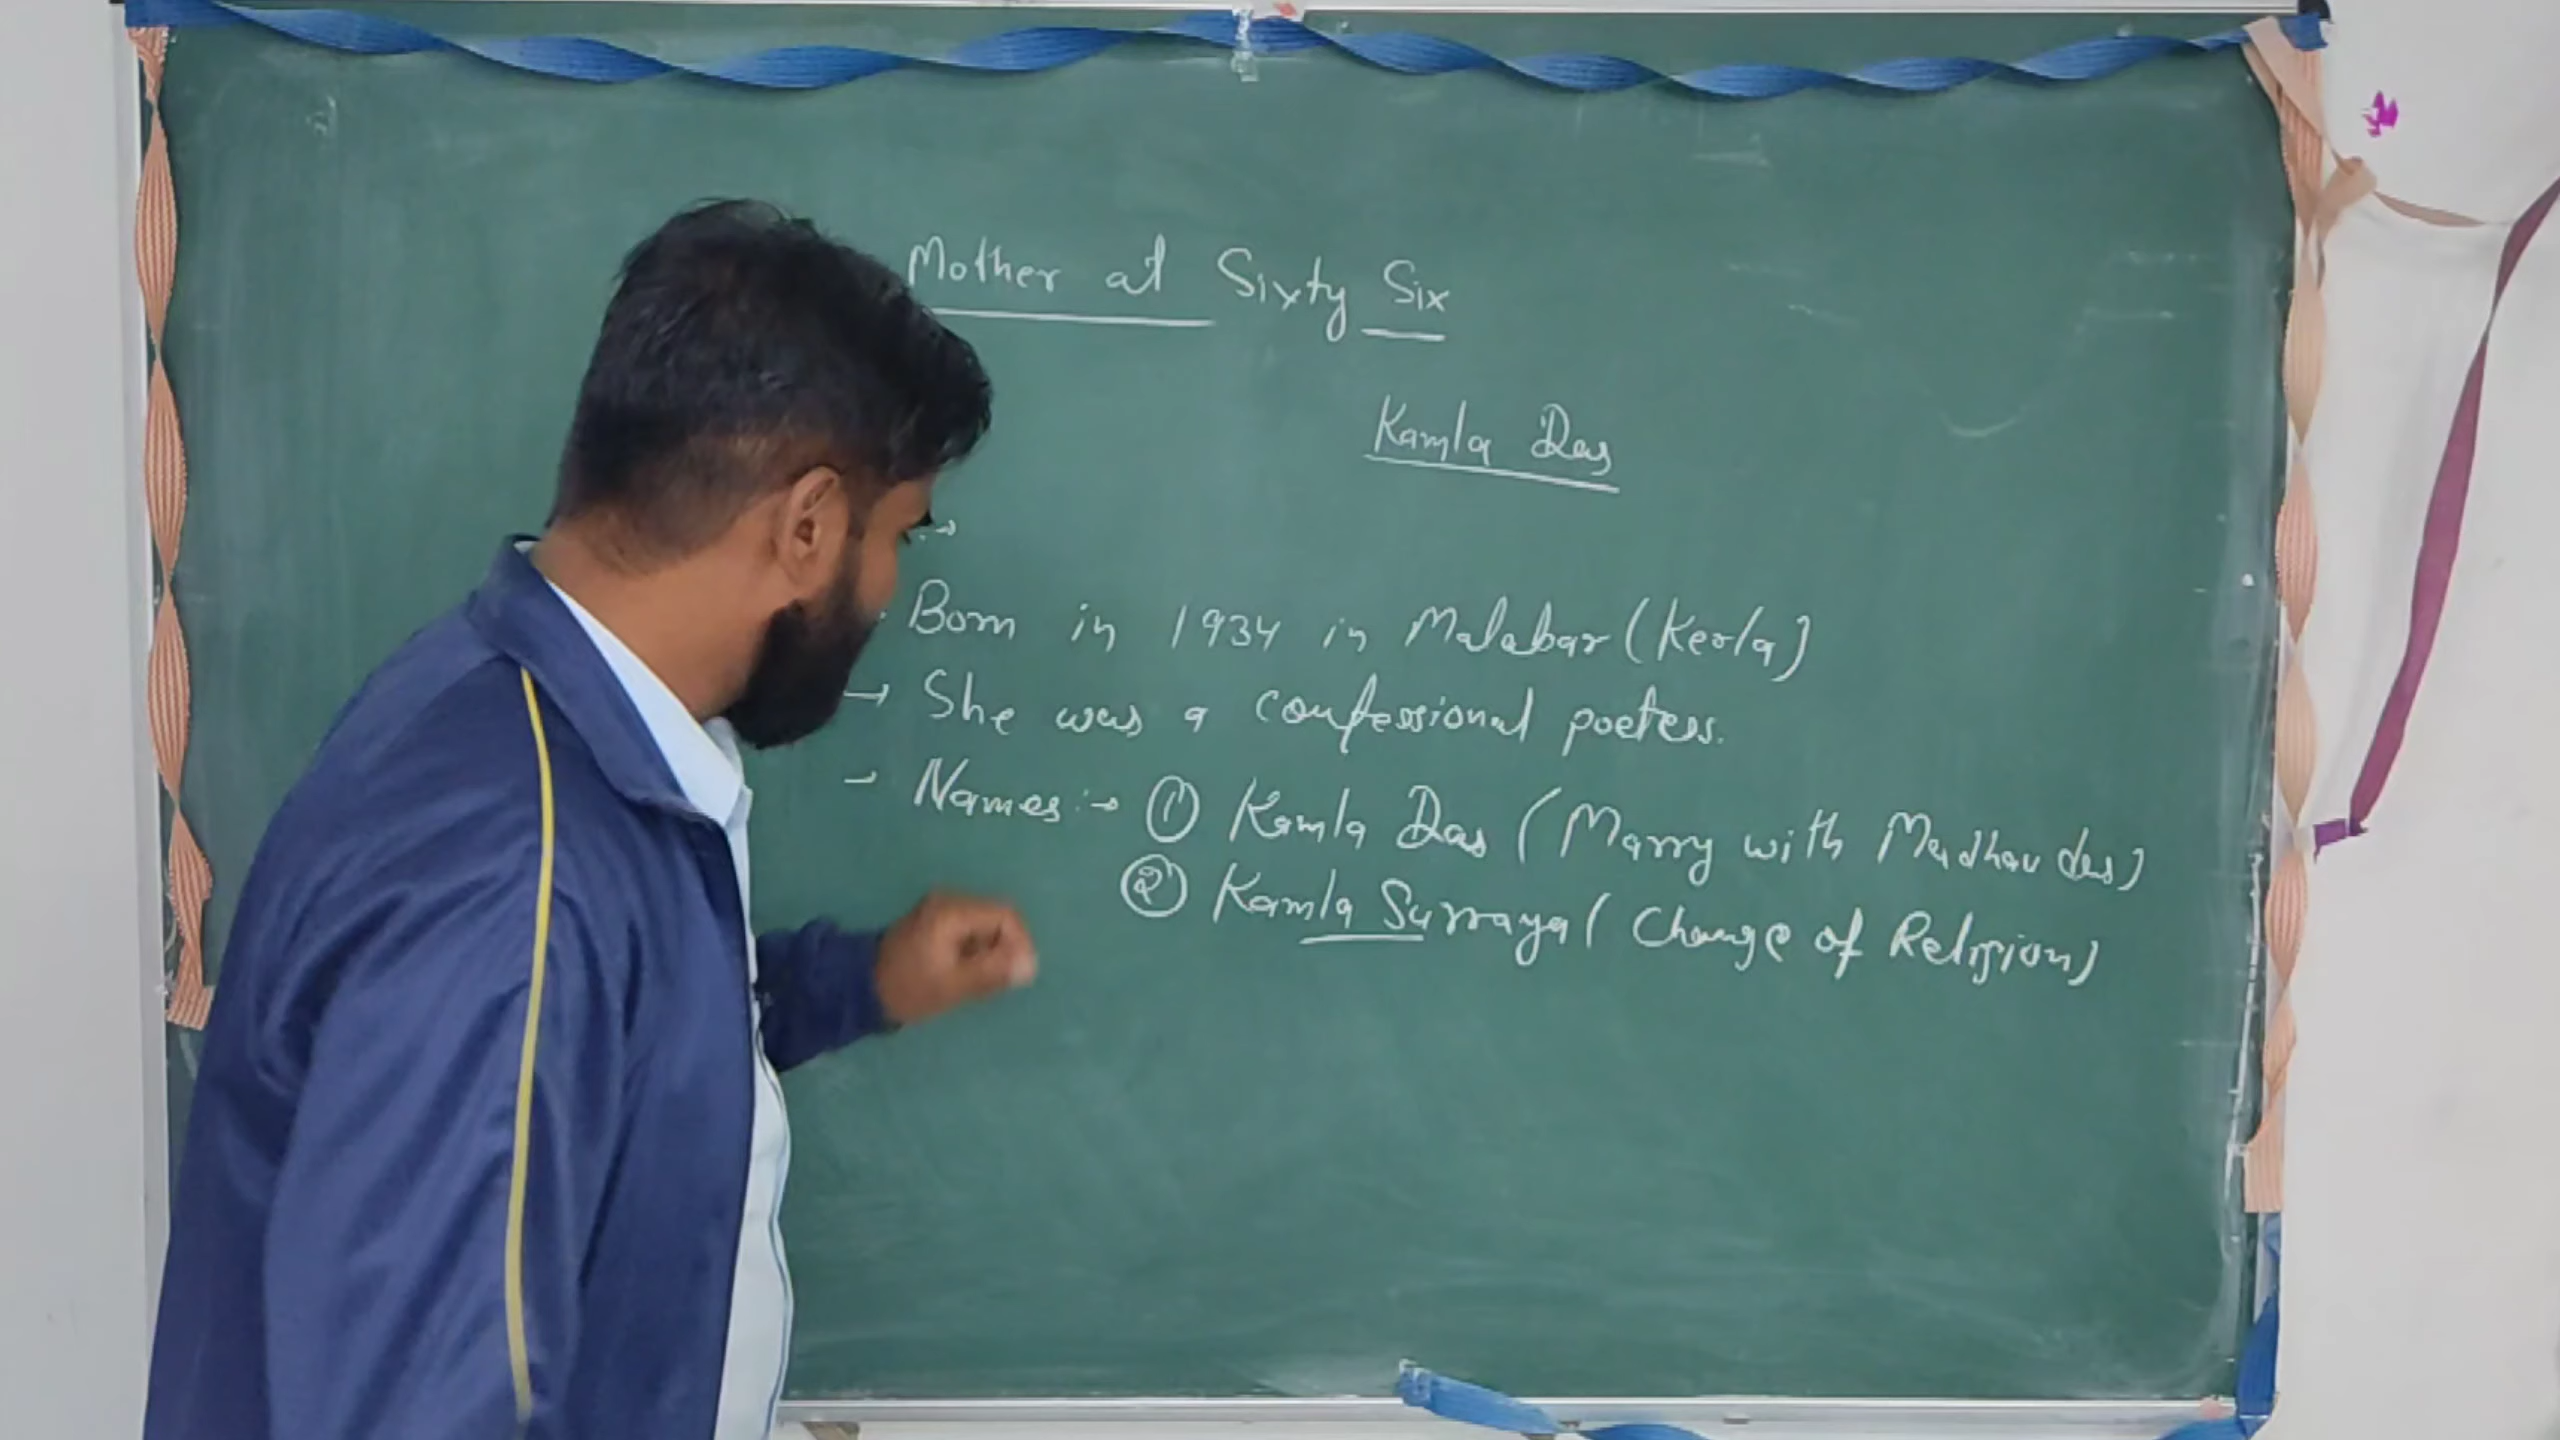 Mother at Sixty Six
Kamla Das
:→
Born in 1934 in Malabar (Kerla)
→ She was a confessional poetess.
- Names :→ ① Kamla Das (Marry with Madhav das)
② Kamla Surraya ( Change of Religion)